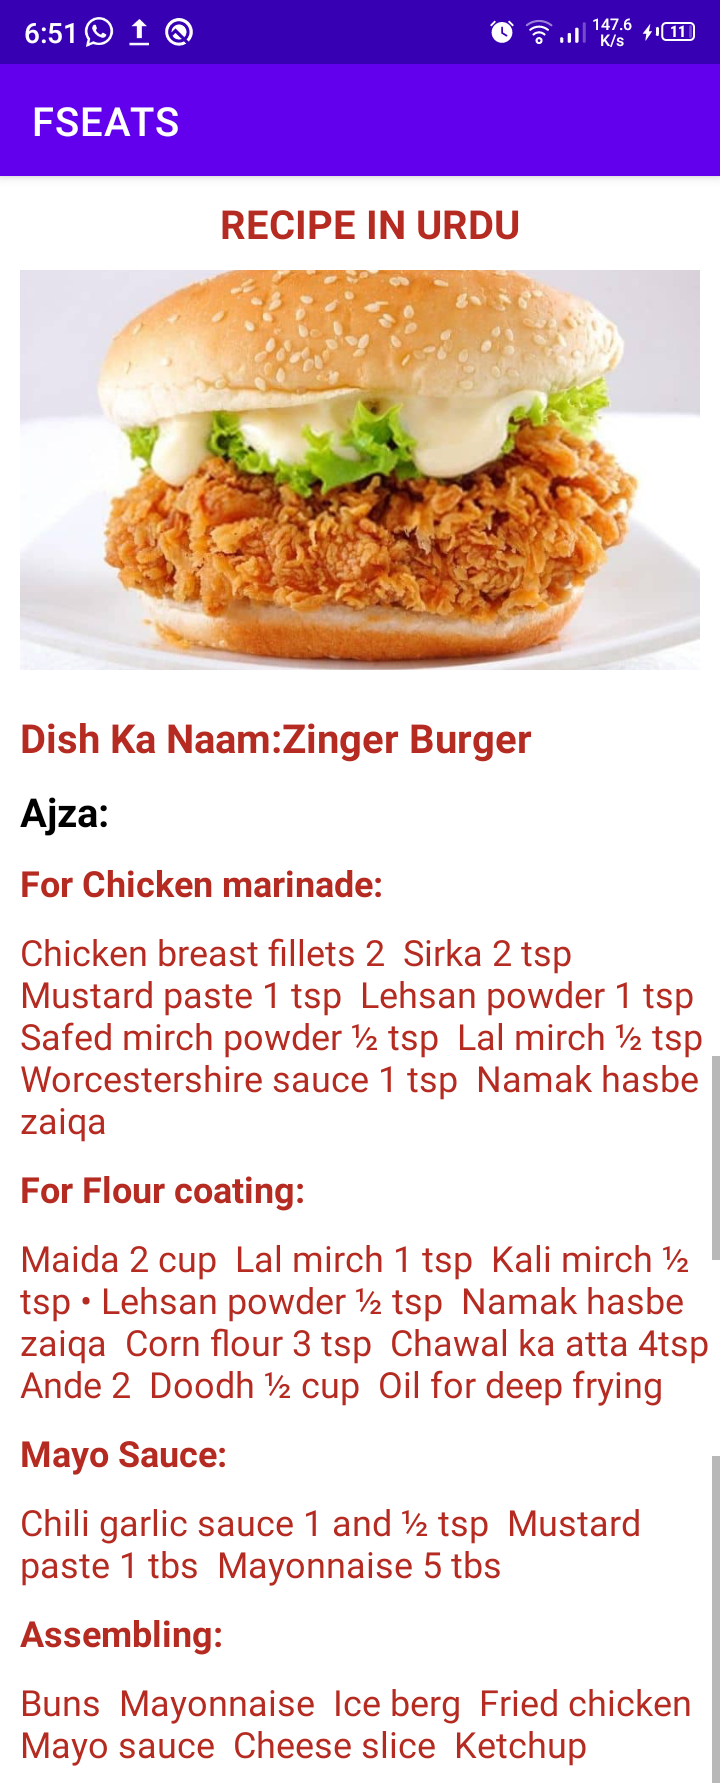 6:51
147.6
K/s
11
FSEATS
RECIPE IN URDU
Dish Ka Naam:Zinger Burger
Ajza:
For Chicken marinade:
Chicken breast fillets 2  Sirka 2 tsp
Mustard paste 1 tsp  Lehsan powder 1 tsp
Safed mirch powder ½ tsp  Lal mirch ½ tsp
Worcestershire sauce 1 tsp  Namak hasbe
zaiqa
For Flour coating:
Maida 2 cup  Lal mirch 1 tsp  Kali mirch ½
tsp • Lehsan powder ½ tsp  Namak hasbe
zaiqa  Corn flour 3 tsp  Chawal ka atta 4tsp
Ande 2  Doodh ½ cup  Oil for deep frying
Mayo Sauce:
Chili garlic sauce 1 and ½ tsp  Mustard
paste 1 tbs  Mayonnaise 5 tbs
Assembling:
Buns  Mayonnaise  Ice berg  Fried chicken
Mayo sauce  Cheese slice  Ketchup